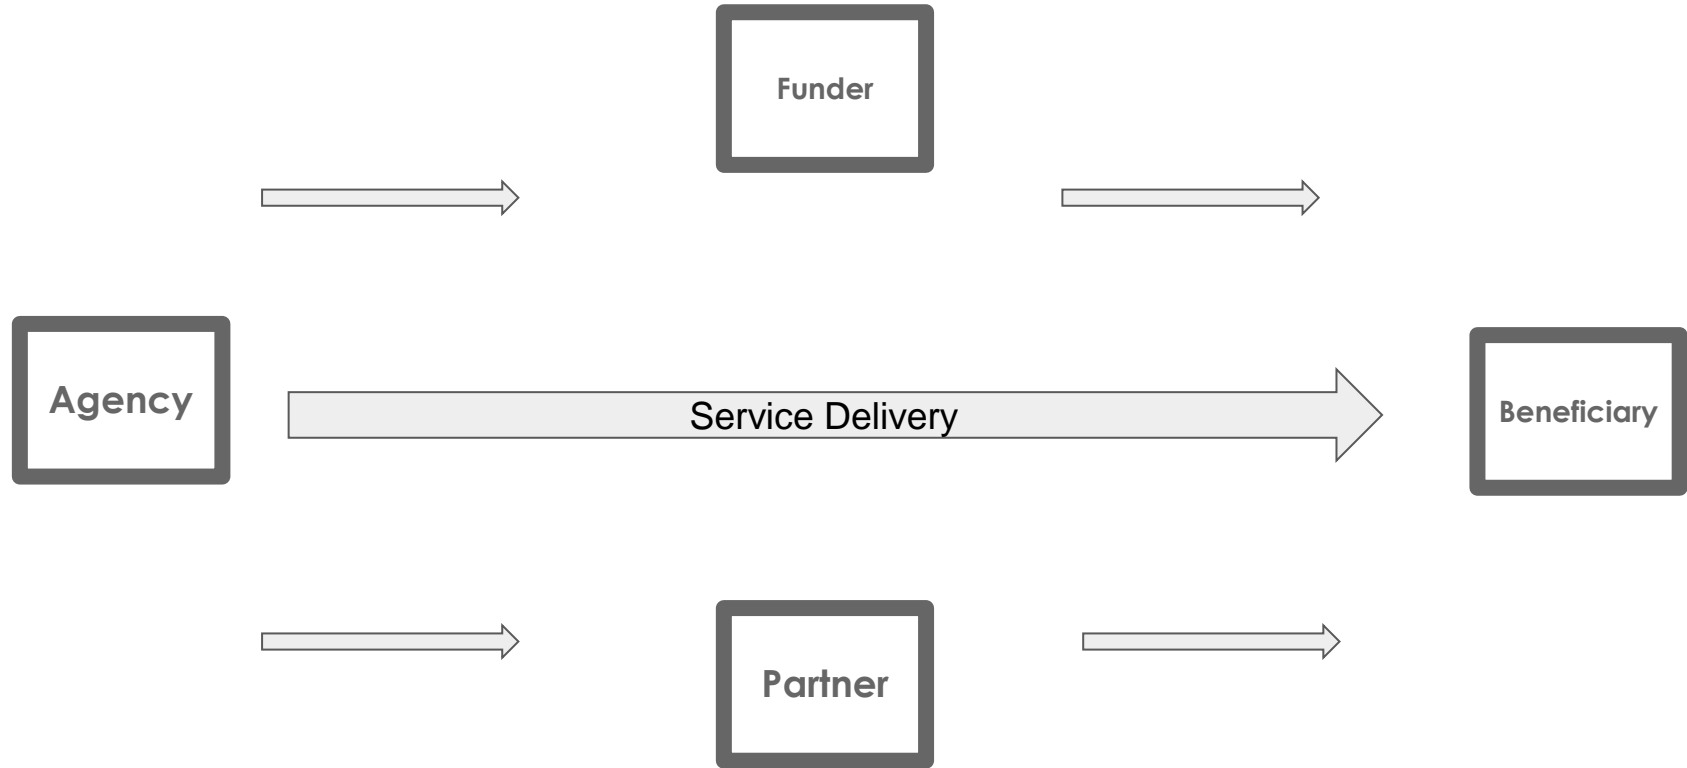 Funder
Agency
Service Delivery
Beneficiary
Partner